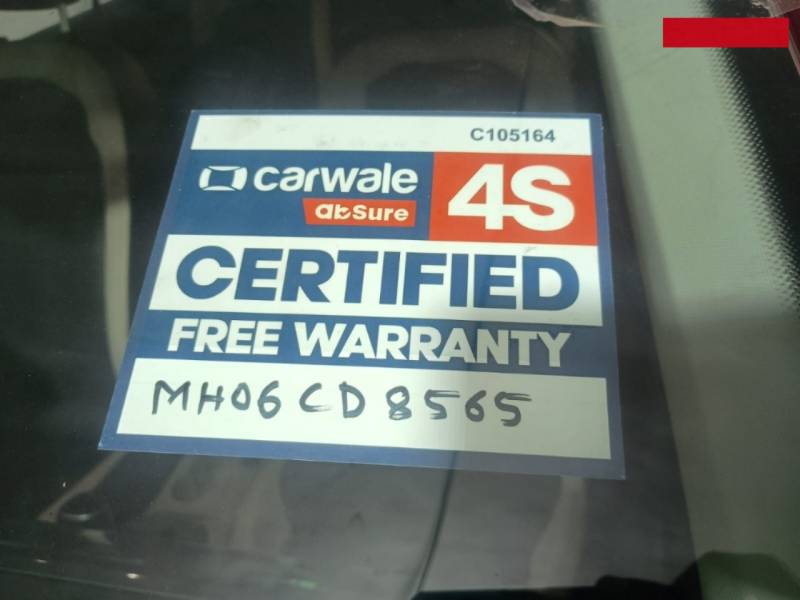 C105164
carwale
abSure
4S
CERTIFIED
FREE WARRANTY
MH06CD8565